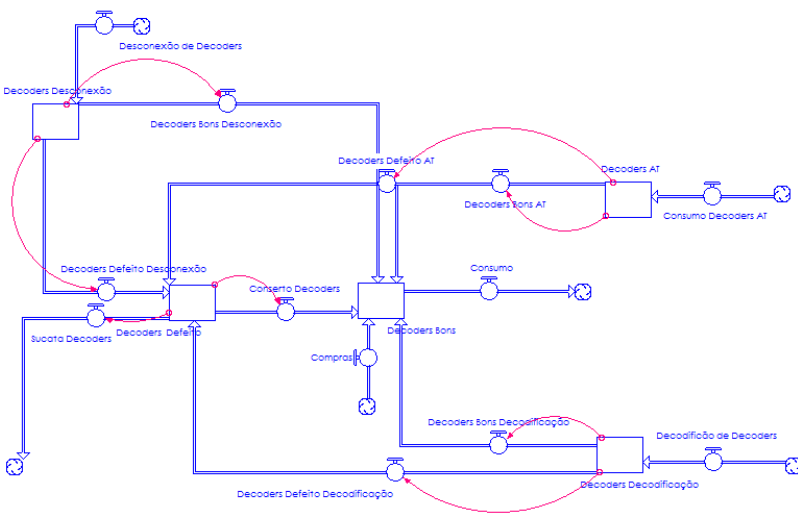 Desconexão de Decoders
Decoders Desconexão
Decoders Bons Desconexão
Decoders Defeito AT
Decoders AT
Decoders Bons AT
Consumo Decoders AT
Decoders Defeito Desconexão
Consumo
Conserto Decoders
Sucata Decoders
Decoders Defeito
Decoders Bons
Compras
Decoders Bons Decodificação
Decodificão de Decoders
Decoders Decodificação
Decoders Defeito Decodificação